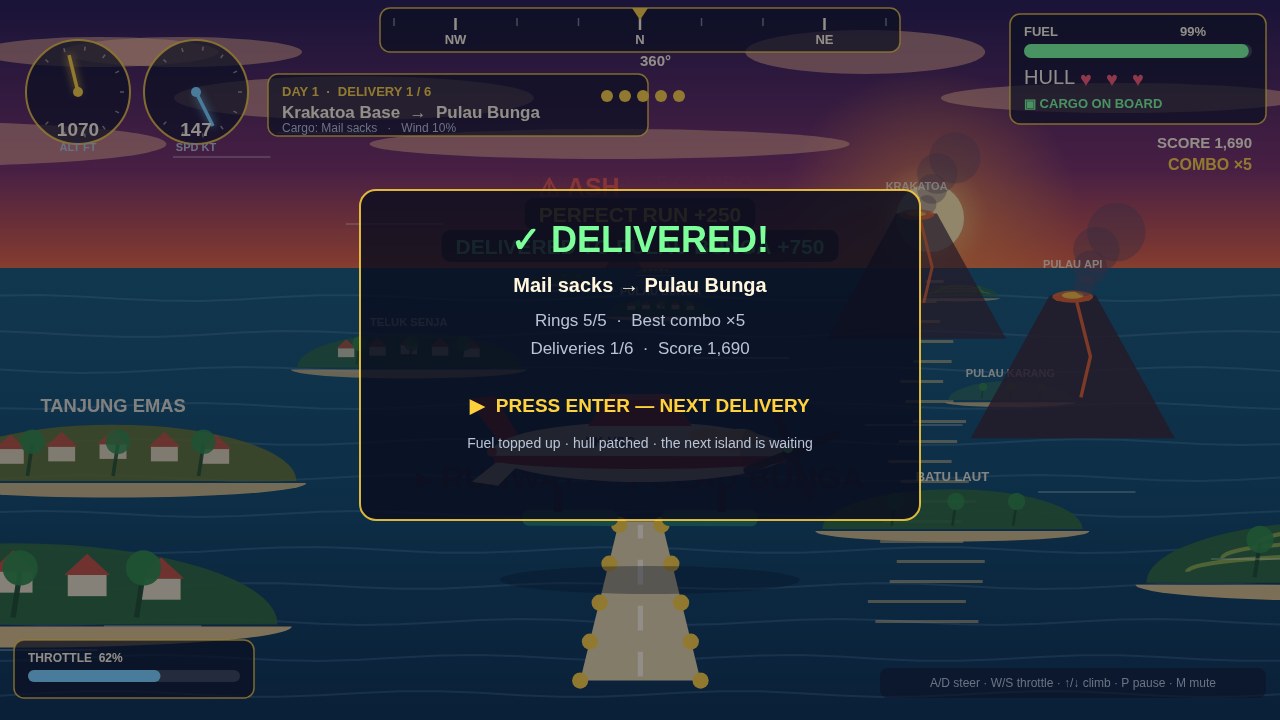 NW N NE
360°
FUEL 99%
HULL ♥ ♥ ♥
▣ CARGO ON BOARD
SCORE 1,690
COMBO ×5
1070
ALT FT
147
SPD KT
DAY 1 · DELIVERY 1 / 6
Krakatoa Base → Pulau Bunga
Cargo: Mail sacks · Wind 10%
⚠ ASH
PERFECT RUN +250
KRAKATOA
PULAU API
TELUK SENJA
PULAU KARANG
TANJUNG EMAS
BATU LAUT
✓ DELIVERED!
Mail sacks → Pulau Bunga
Rings 5/5 · Best combo ×5
Deliveries 1/6 · Score 1,690
▶ PRESS ENTER — NEXT DELIVERY
Fuel topped up · hull patched · the next island is waiting
THROTTLE 62%
A/D steer · W/S throttle · ↑/↓ climb · P pause · M mute